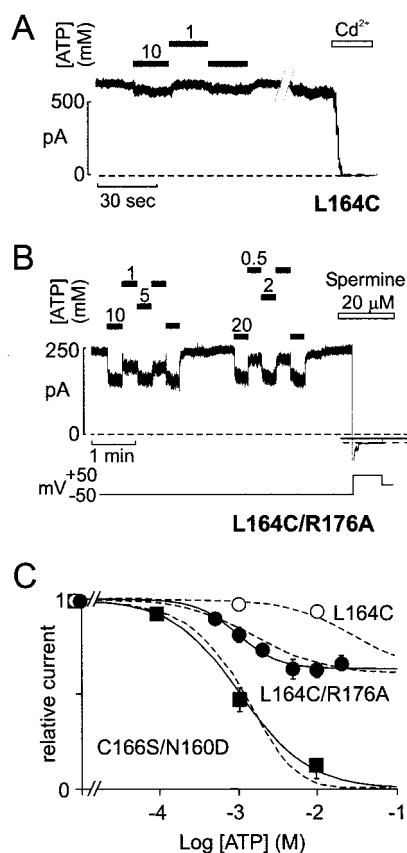 A
[ATP] (mM)
1
10
Cd²⁺
500
pA
30 sec
L164C
B
[ATP] (mM)
1
5
10
0.5
2
20
Spermine
20 µM
250
pA
0
1 min
mV
+50
-50
L164C/R176A
C
1
relative current
0
L164C
L164C/R176A
C166S/N160D
-4 -3 -2 -1
Log [ATP] (M)